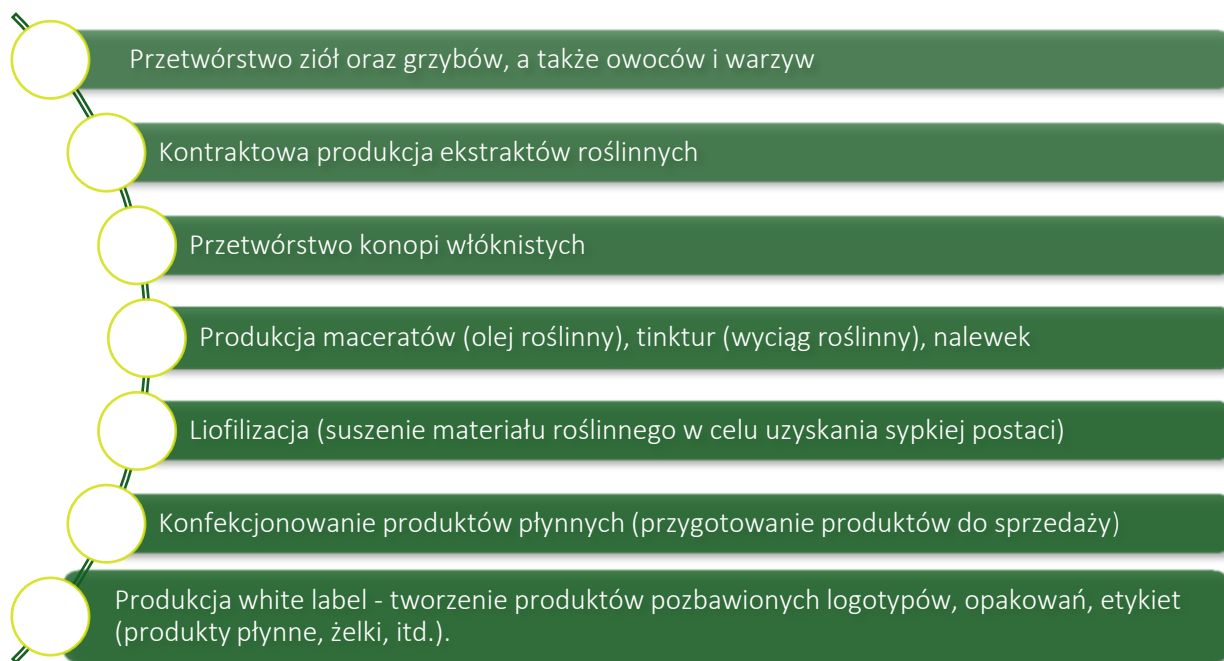 Przetwórstwo ziół oraz grzybów, a także owoców i warzyw
Kontraktowa produkcja ekstraktów roślinnych
Przetwórstwo konopi włóknistych
Produkcja maceratów (olej roślinny), tinktur (wyciąg roślinny), nalewek
Liofilizacja (suszenie materiału roślinnego w celu uzyskania sypkiej postaci)
Konfekcjonowanie produktów płynnych (przygotowanie produktów do sprzedaży)
Produkcja white label - tworzenie produktów pozbawionych logotypów, opakowań, etykiet
(produkty płynne, żelki, itd.).